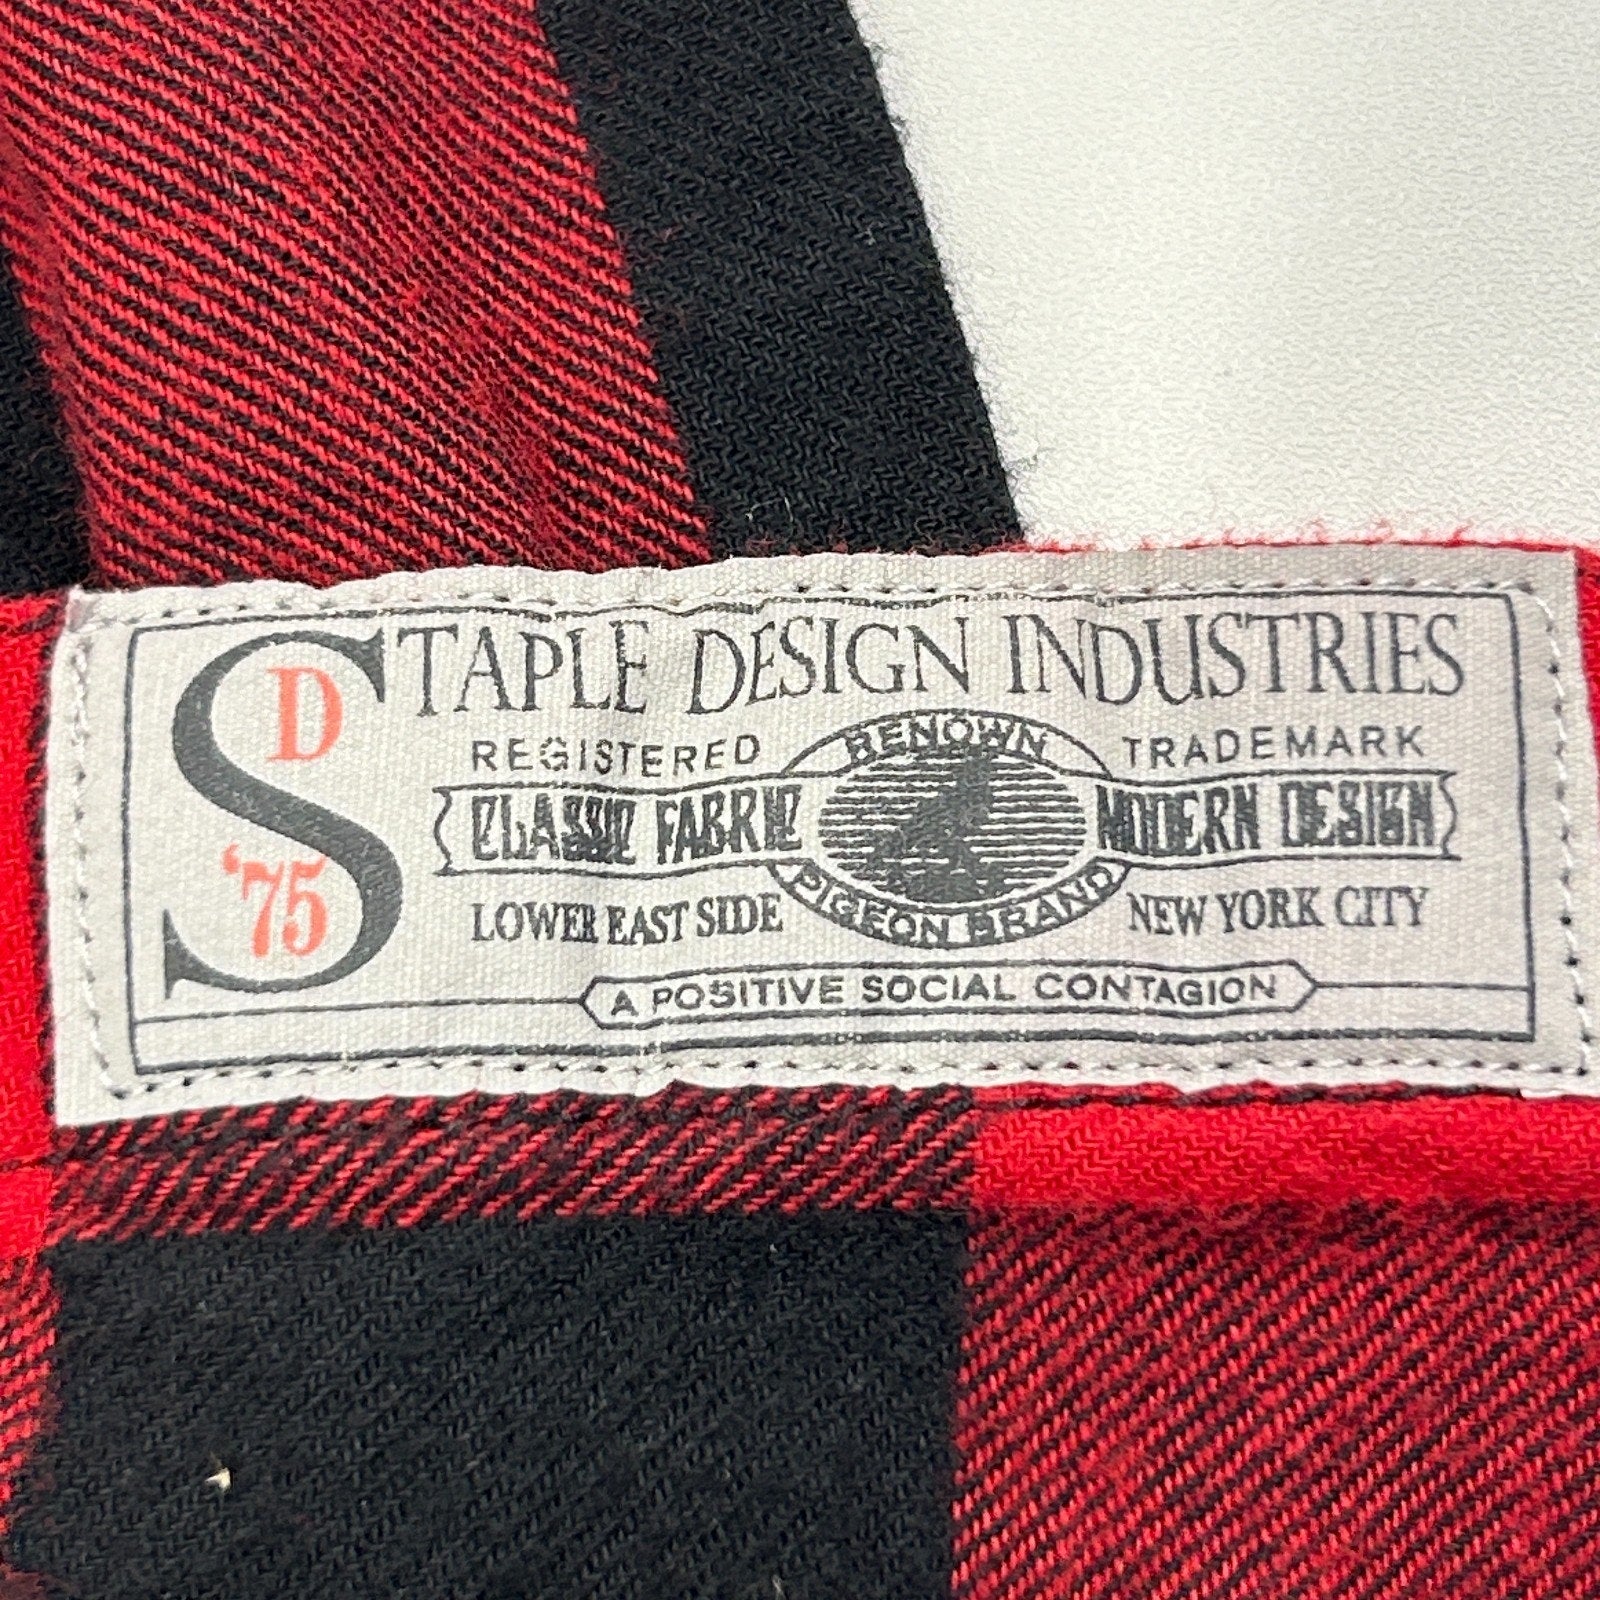 STAPLE DESIGN INDUSTRIES
D
'75
REGISTERED
RENOWN
TRADEMARK
CLASSIC FABRIC
MODERN DESIGN
LOWER EAST SIDE
PIGEON BRAND
NEW YORK CITY
A POSITIVE SOCIAL CONTAGION